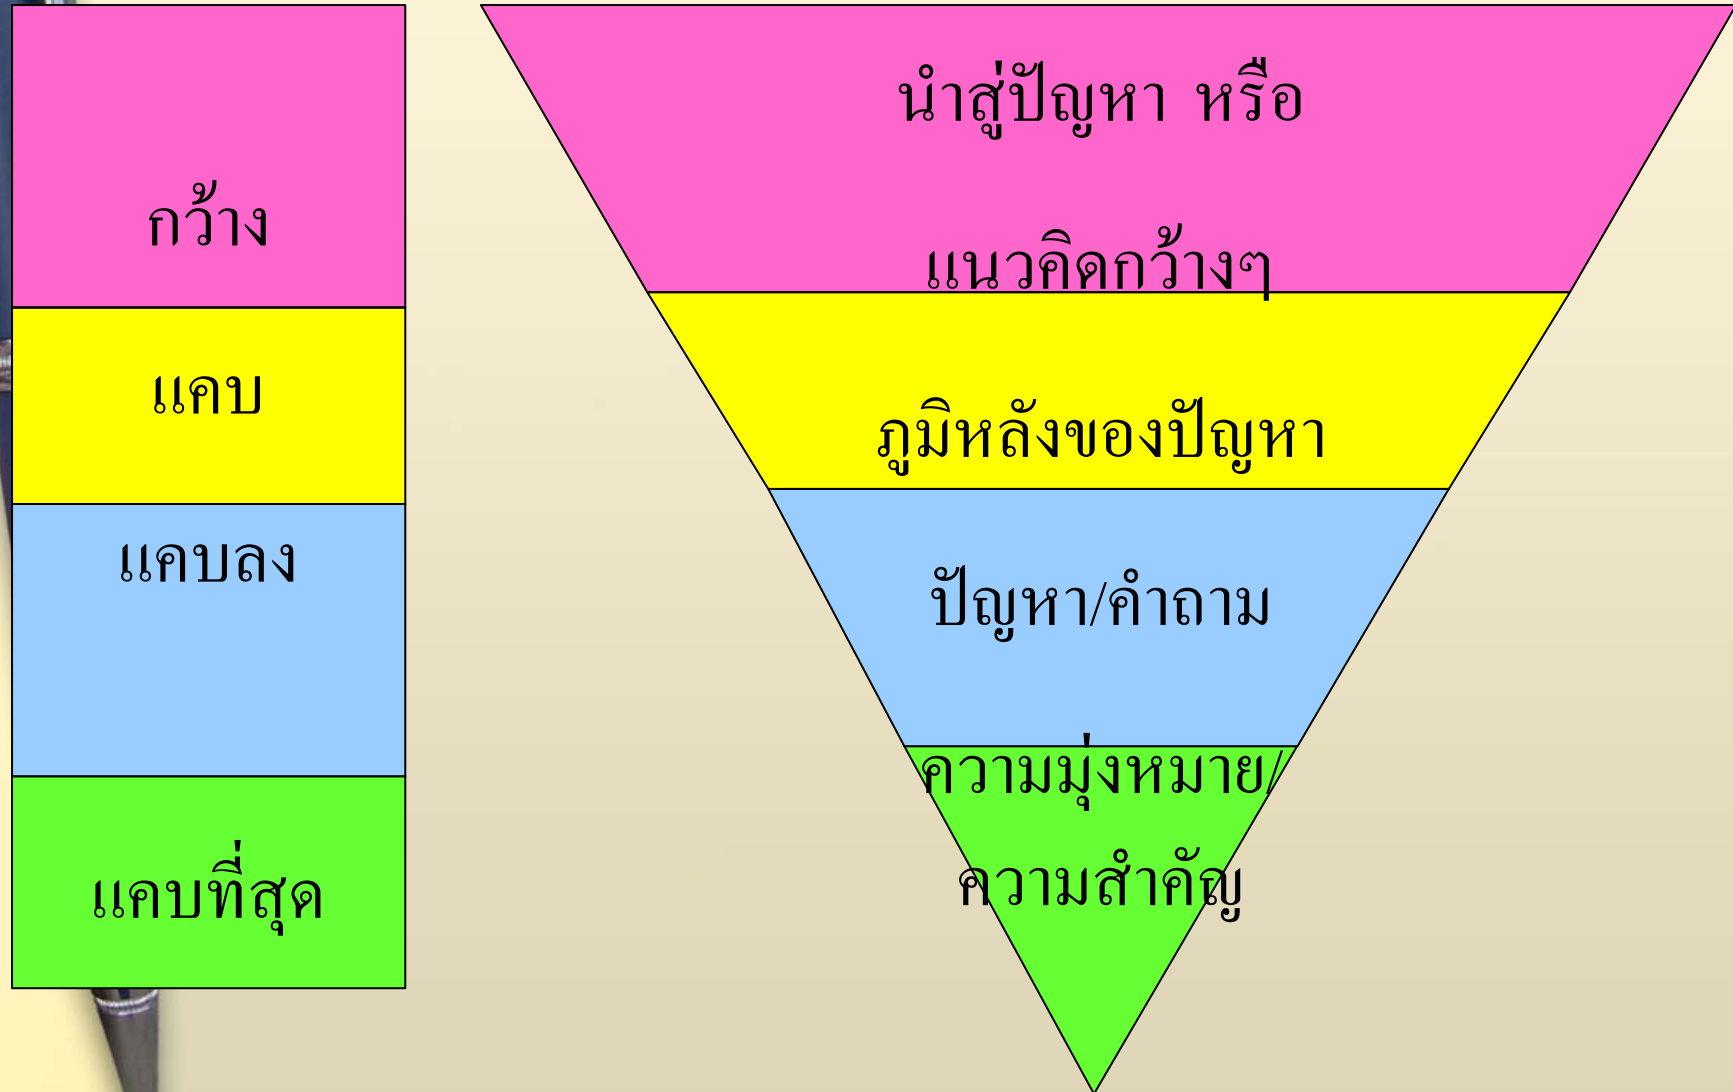 กว้าง
แคบ
แคบลง
แคบที่สุด
นำสู่ปัญหา หรือ
แนวคิดกว้างๆ
ภูมิหลังของปัญหา
ปัญหา/คำถาม
ความมุ่งหมาย/
ความสำคัญ